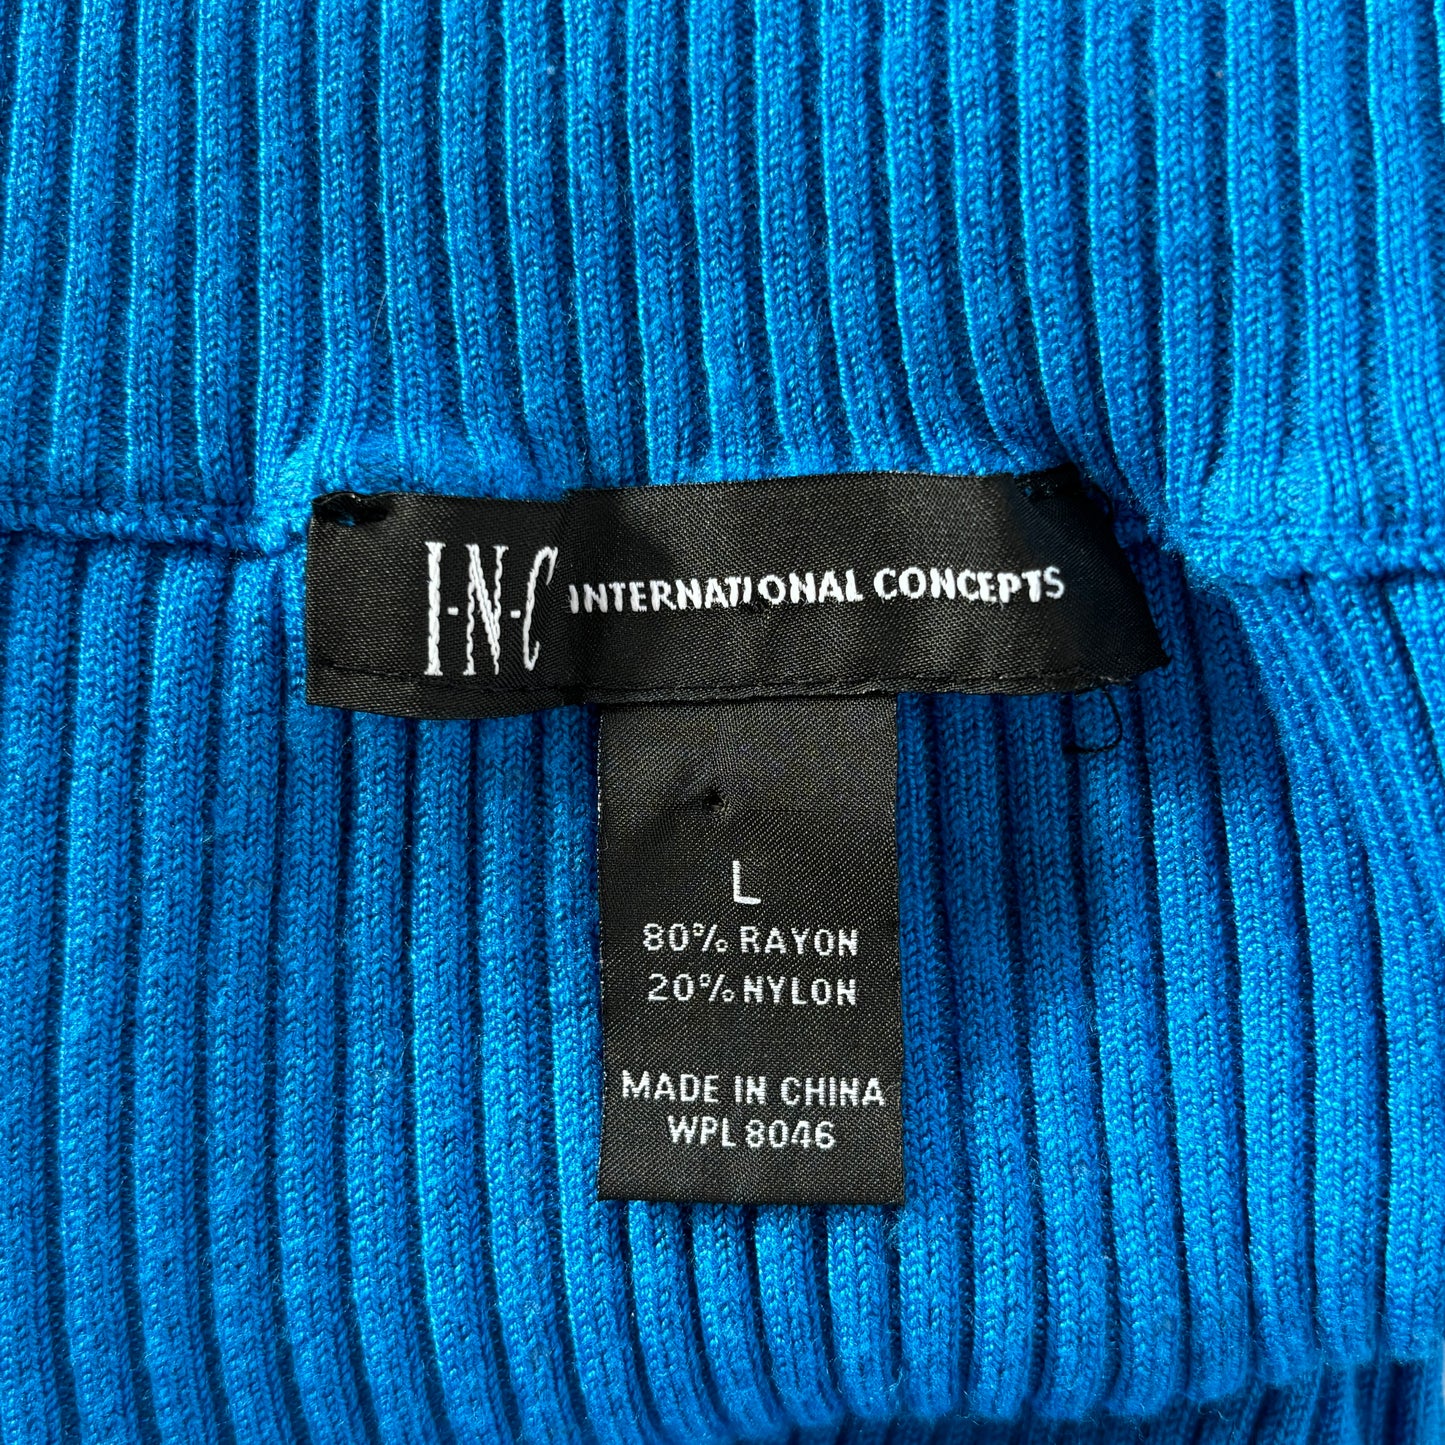 I-N-C INTERNATIONAL CONCEPTS
L
80% RAYON
20% NYLON
MADE IN CHINA
WPL 8046